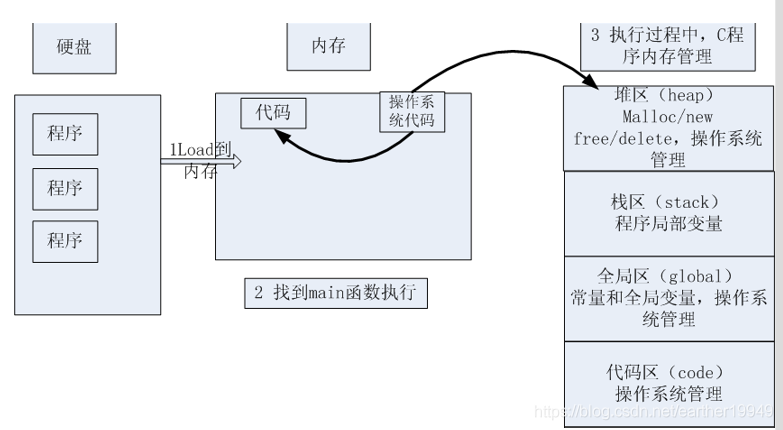 硬盘
内存
3 执行过程中，C程
序内存管理
程序
程序
程序
1Load到
内存
代码
操作系
统代码
2 找到main函数执行
堆区（heap）
Malloc/new
free/delete，操作系统
管理
栈区（stack）
程序局部变量
全局区（global）
常量和全局变量，操作系
统管理
代码区（code）
操作系统管理
https://blog.csdn.net/earther19949